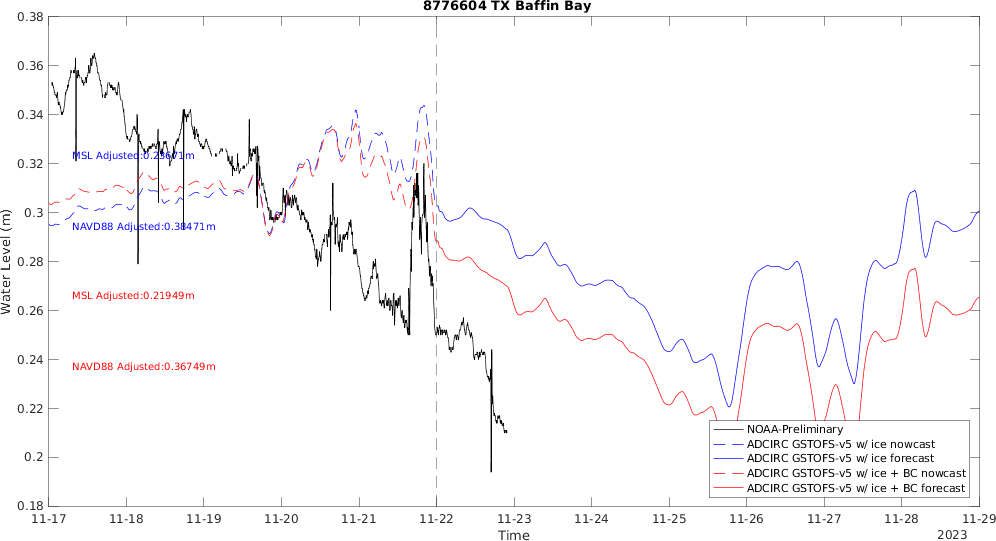 8776604 TX Baffin Bay
Water Level (m)
0.38
0.36
0.34
0.32
0.3
0.28
0.26
0.24
0.22
0.2
0.18
NAVD88 Adjusted:0.38471m
MSL Adjusted:0.21949m
NAVD88 Adjusted:0.36749m
NOAA-Preliminary
ADCIRC GSTOFS-v5 w/ ice nowcast
ADCIRC GSTOFS-v5 w/ ice forecast
ADCIRC GSTOFS-v5 w/ ice + BC nowcast
ADCIRC GSTOFS-v5 w/ ice + BC forecast
11-17 11-18 11-19 11-20 11-21 11-22 11-23 11-24 11-25 11-26 11-27 11-28 11-29
Time
2023
MSL Adjusted: